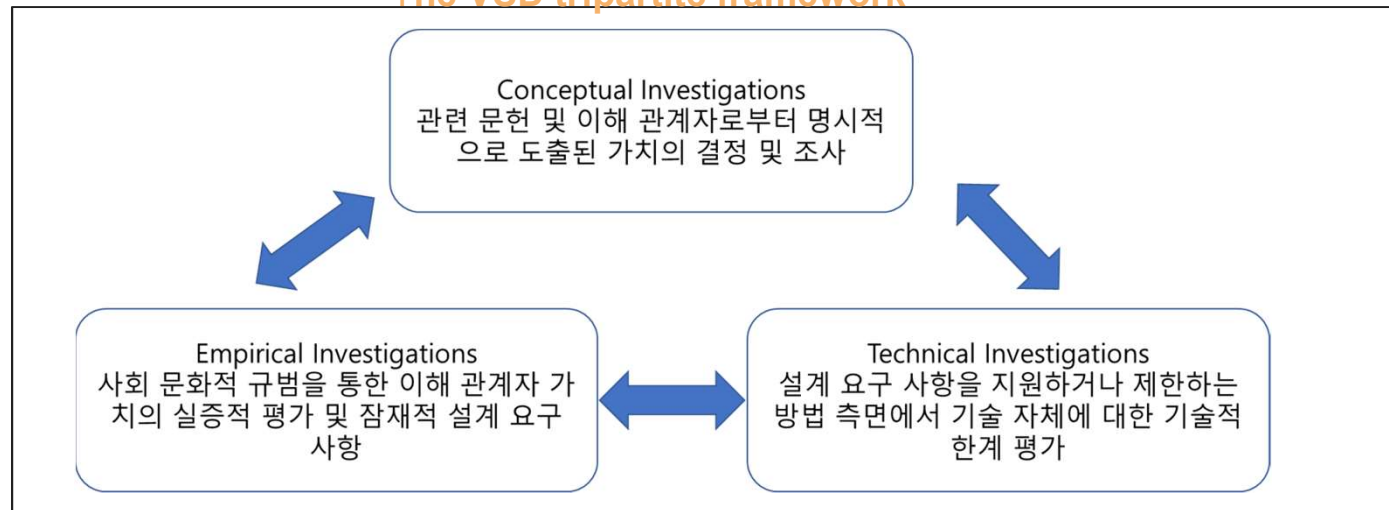 The VSD tripartite framework
Conceptual Investigations
관련 문헌 및 이해 관계자로부터 명시적
으로 도출된 가치의 결정 및 조사
Empirical Investigations
사회 문화적 규범을 통한 이해 관계자 가
치의 실증적 평가 및 잠재적 설계 요구
사항
Technical Investigations
설계 요구 사항을 지원하거나 제한하는
방법 측면에서 기술 자체에 대한 기술적
한계 평가